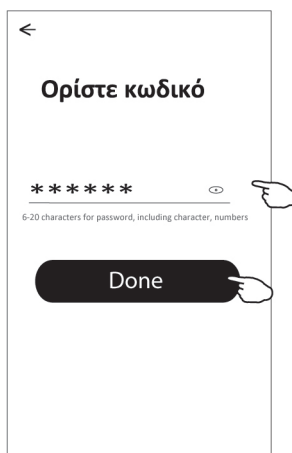 Ορίστε κωδικό
******
6-20 characters for password, including character, numbers
Done